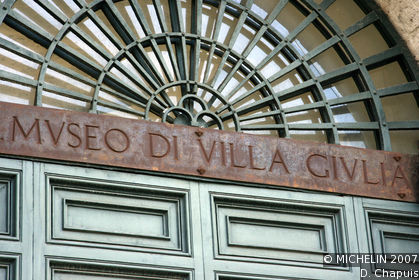 MVSEO DI VILLA GIVLIA
© MICHELIN 2007
D. Chapuis